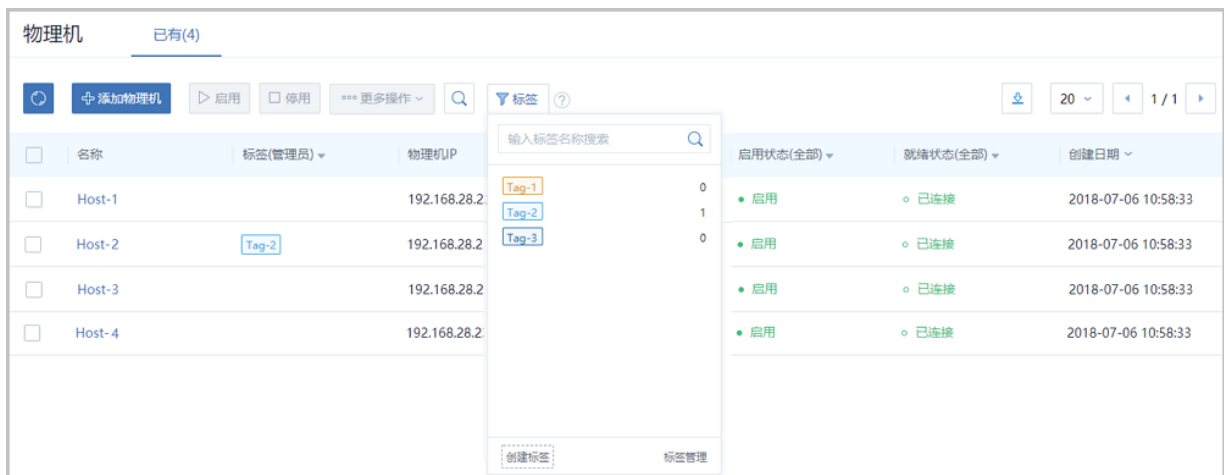 物理机 已有(4)
添加物理机 启用 停用 更多操作 标签 ? 20 1 / 1
输入标签名称搜索
名称 标签(管理员) 物理机IP 启用状态(全部) 就绪状态(全部) 创建日期
Tag-1 0
Host-1 192.168.28.2 启用 已连接 2018-07-06 10:58:33
Tag-2 1
Host-2 Tag-2 192.168.28.2 Tag-3 0 启用 已连接 2018-07-06 10:58:33
Host-3 192.168.28.2 启用 已连接 2018-07-06 10:58:33
Host-4 192.168.28.2 启用 已连接 2018-07-06 10:58:33
创建标签 标签管理